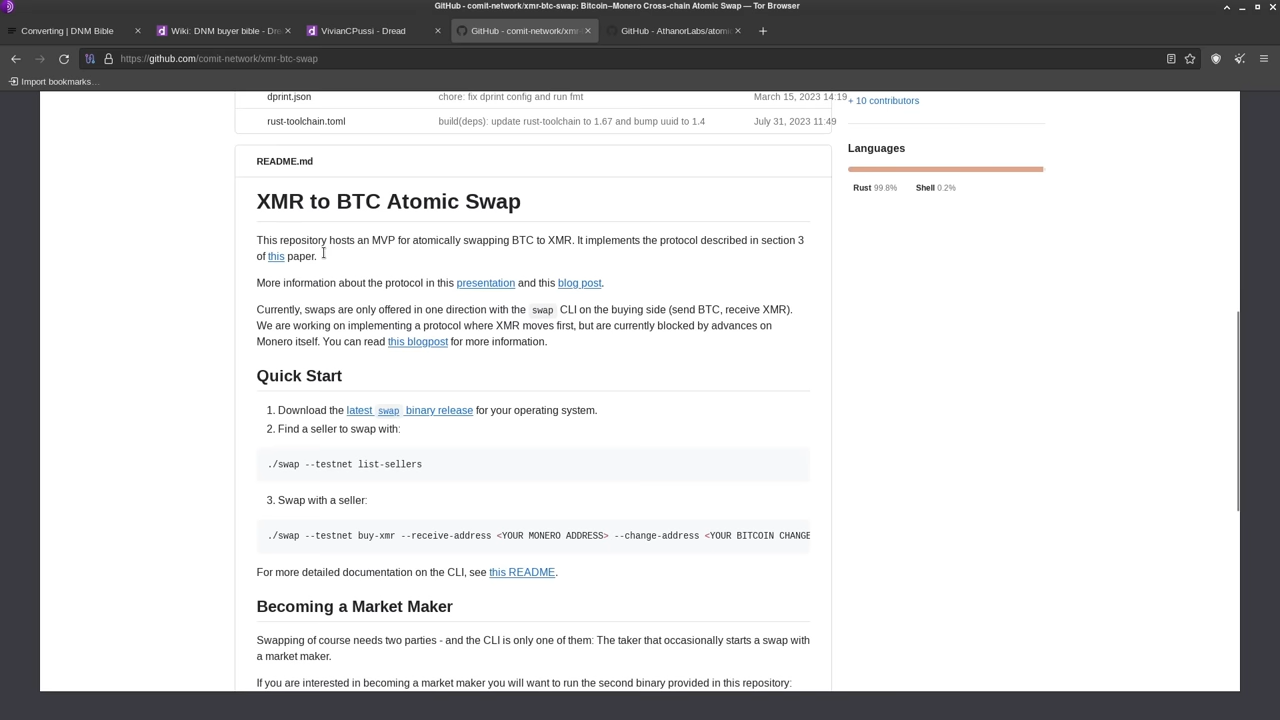 GitHub - comit-network/xmr-btc-swap: Bitcoin–Monero Cross-chain Atomic Swap — Tor Browser
Converting | DNM Bible
Wiki: DNM buyer bible - Dre
VivianCPussi - Dread
GitHub - comit-network/xmr
GitHub - AthanorLabs/atomi
https://github.com/comit-network/xmr-btc-swap
Import bookmarks...
dprint.json chore: fix dprint config and run fmt March 15, 2023 14:19
+ 10 contributors
rust-toolchain.toml build(deps): update rust-toolchain to 1.67 and bump uuid to 1.4 July 31, 2023 11:49
Languages
Rust 99.8% Shell 0.2%
README.md
XMR to BTC Atomic Swap
This repository hosts an MVP for atomically swapping BTC to XMR. It implements the protocol described in section 3
of this paper.
More information about the protocol in this presentation and this blog post.
Currently, swaps are only offered in one direction with the swap CLI on the buying side (send BTC, receive XMR).
We are working on implementing a protocol where XMR moves first, but are currently blocked by advances on
Monero itself. You can read this blogpost for more information.
Quick Start
1. Download the latest swap binary release for your operating system.
2. Find a seller to swap with:
./swap --testnet list-sellers
3. Swap with a seller:
./swap --testnet buy-xmr --receive-address <YOUR MONERO ADDRESS> --change-address <YOUR BITCOIN CHANGE
For more detailed documentation on the CLI, see this README.
Becoming a Market Maker
Swapping of course needs two parties - and the CLI is only one of them: The taker that occasionally starts a swap with
a market maker.
If you are interested in becoming a market maker you will want to run the second binary provided in this repository: